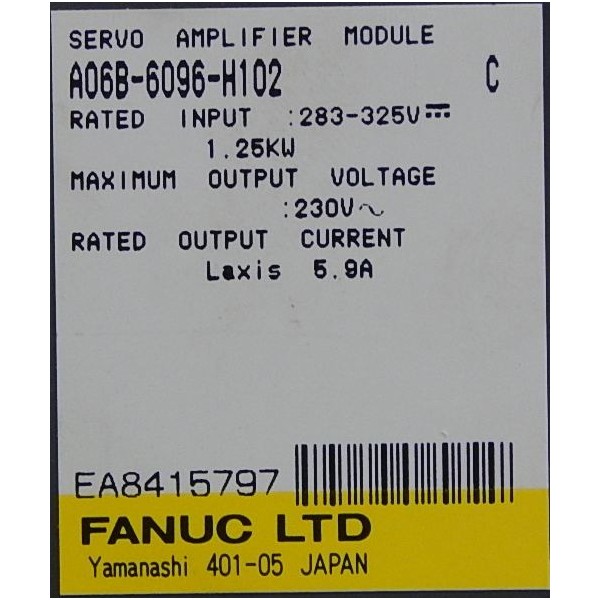 SERVO AMPLIFIER MODULE
A06B-6096-H102 C
RATED INPUT :283-325V⎓
1.25KW
MAXIMUM OUTPUT VOLTAGE
:230V~
RATED OUTPUT CURRENT
Laxis 5.9A
EA8415797
FANUC LTD
Yamanashi 401-05 JAPAN